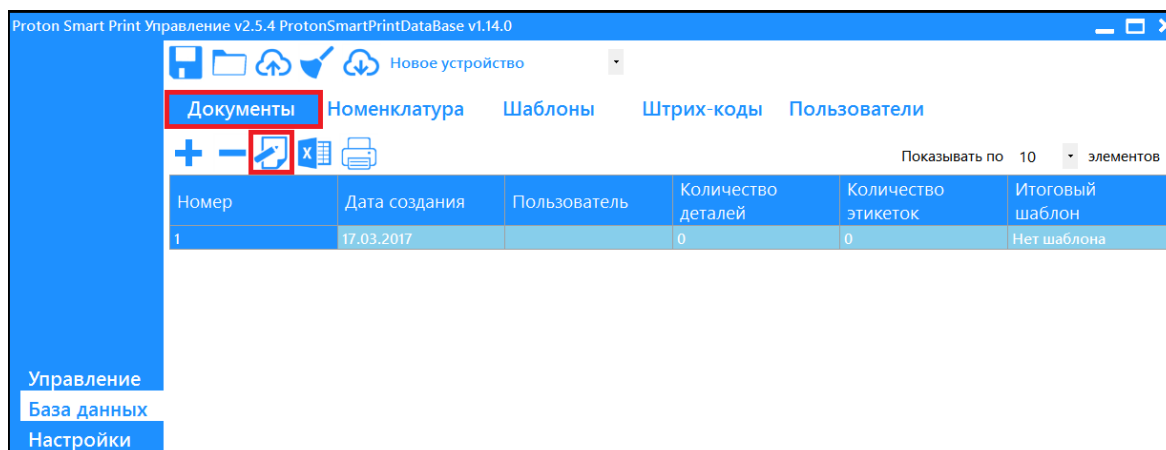 Proton Smart Print Управление v2.5.4 ProtonSmartPrintDataBase v1.14.0
Новое устройство
Документы Номенклатура Шаблоны Штрих-коды Пользователи
Показывать по 10 элементов
Номер Дата создания Пользователь Количество деталей Количество этикеток Итоговый шаблон
1 17.03.2017 0 0 Нет шаблона
Управление
База данных
Настройки